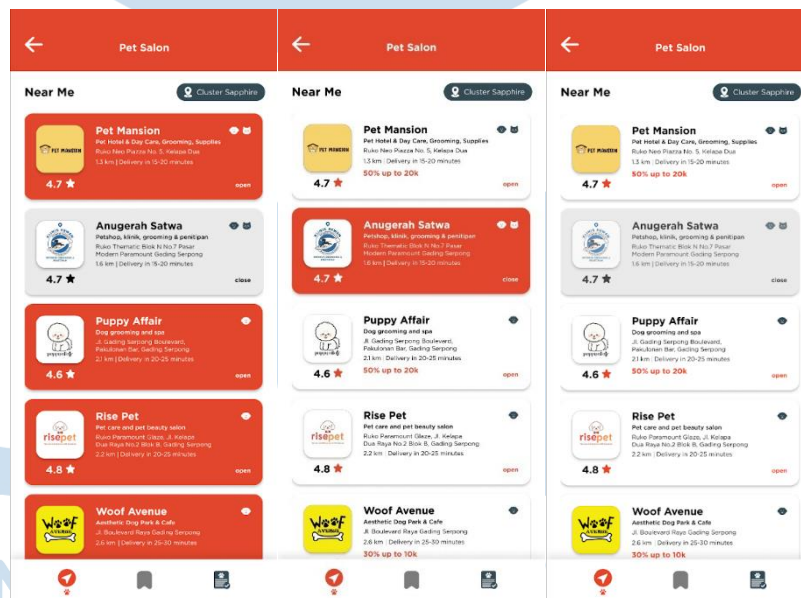 Pet Salon
Near Me
Cluster Sapphire
PET MANSION
Pet Mansion
Pet Hotel & Day Care, Grooming, Supplies
Ruko Neo Piazza No. 5, Kelapa Dua
1.3 km | Delivery in 15-20 minutes
4.7
open
Anugerah Satwa
Petshop, klinik, grooming & penitipan
Ruko Thematic Blok N No.7 Pasar
Modern Paramount Gading Serpong
1.6 km | Delivery in 15-20 minutes
4.7
close
Puppy Affair
Dog grooming and spa
Jl. Gading Serpong Boulevard,
Pakulonan Bar, Gading Serpong
2.1 km | Delivery in 20-25 minutes
4.6
open
risepet
Rise Pet
Pet care and pet beauty salon
Ruko Paramount Glaze, Jl. Kelapa
Dua Raya No.2 Blok B, Gading Serpong
2.2 km | Delivery in 20-25 minutes
4.8
open
WOOF
AVENUE
Woof Avenue
Aesthetic Dog Park & Cafe
Jl. Boulevard Raya Gading Serpong
2.6 km | Delivery in 25-30 minutes
Pet Salon
Near Me
Cluster Sapphire
PET MANSION
Pet Mansion
Pet Hotel & Day Care, Grooming, Supplies
Ruko Neo Piazza No. 5, Kelapa Dua
1.3 km | Delivery in 15-20 minutes
50% up to 20k
4.7
open
Anugerah Satwa
Petshop, klinik, grooming & penitipan
Ruko Thematic Blok N No.7 Pasar
Modern Paramount Gading Serpong
1.6 km | Delivery in 15-20 minutes
4.7
close
Puppy Affair
Dog grooming and spa
Jl. Gading Serpong Boulevard,
Pakulonan Bar, Gading Serpong
2.1 km | Delivery in 20-25 minutes
50% up to 20k
4.6
open
risepet
Rise Pet
Pet care and pet beauty salon
Ruko Paramount Glaze, Jl. Kelapa
Dua Raya No.2 Blok B, Gading Serpong
2.2 km | Delivery in 20-25 minutes
4.8
open
WOOF
AVENUE
Woof Avenue
Aesthetic Dog Park & Cafe
Jl. Boulevard Raya Gading Serpong
2.6 km | Delivery in 25-30 minutes
30% up to 10k
Pet Salon
Near Me
Cluster Sapphire
PET MANSION
Pet Mansion
Pet Hotel & Day Care, Grooming, Supplies
Ruko Neo Piazza No. 5, Kelapa Dua
1.3 km | Delivery in 15-20 minutes
50% up to 20k
4.7
open
Anugerah Satwa
Petshop, klinik, grooming & penitipan
Ruko Thematic Blok N No.7 Pasar
Modern Paramount Gading Serpong
1.6 km | Delivery in 15-20 minutes
4.7
close
Puppy Affair
Dog grooming and spa
Jl. Gading Serpong Boulevard,
Pakulonan Bar, Gading Serpong
2.1 km | Delivery in 20-25 minutes
50% up to 20k
4.6
open
risepet
Rise Pet
Pet care and pet beauty salon
Ruko Paramount Glaze, Jl. Kelapa
Dua Raya No.2 Blok B, Gading Serpong
2.2 km | Delivery in 20-25 minutes
4.8
open
WOOF
AVENUE
Woof Avenue
Aesthetic Dog Park & Cafe
Jl. Boulevard Raya Gading Serpong
2.6 km | Delivery in 25-30 minutes
30% up to 10k